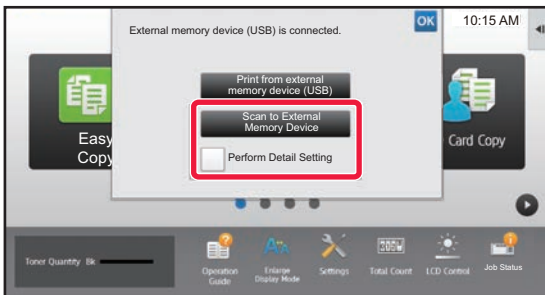 External memory device (USB) is connected.
OK
10:15 AM
Print from external
memory device (USB)
Scan to External
Memory Device
Perform Detail Setting
Easy
Copy
Card Copy
Toner Quantity Bk
Operation
Guide
Enlarge
Display Mode
Settings
Total Count
LCD Control
Job Status